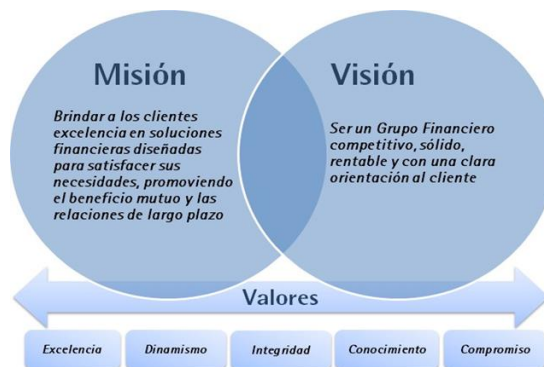 Misión
Brindar a los clientes
excelencia en soluciones
financieras diseñadas
para satisfacer sus
necesidades, promoviendo
el beneficio mutuo y las
relaciones de largo plazo
Visión
Ser un Grupo Financiero
competitivo, sólido,
rentable y con una clara
orientación al cliente
Valores
Excelencia
Dinamismo
Integridad
Conocimiento
Compromiso